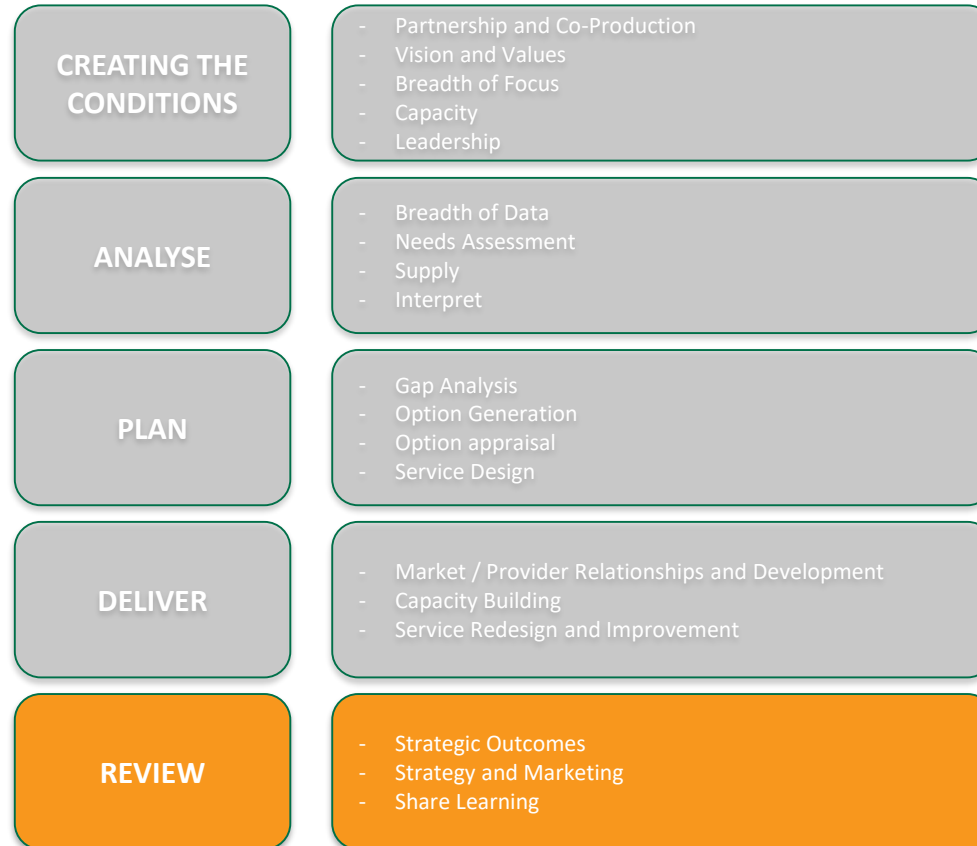 CREATING THE
CONDITIONS
- Partnership and Co-Production
- Vision and Values
- Breadth of Focus
- Capacity
- Leadership
ANALYSE
- Breadth of Data
- Needs Assessment
- Supply
- Interpret
PLAN
- Gap Analysis
- Option Generation
- Option appraisal
- Service Design
DELIVER
- Market / Provider Relationships and Development
- Capacity Building
- Service Redesign and Improvement
REVIEW
- Strategic Outcomes
- Strategy and Marketing
- Share Learning